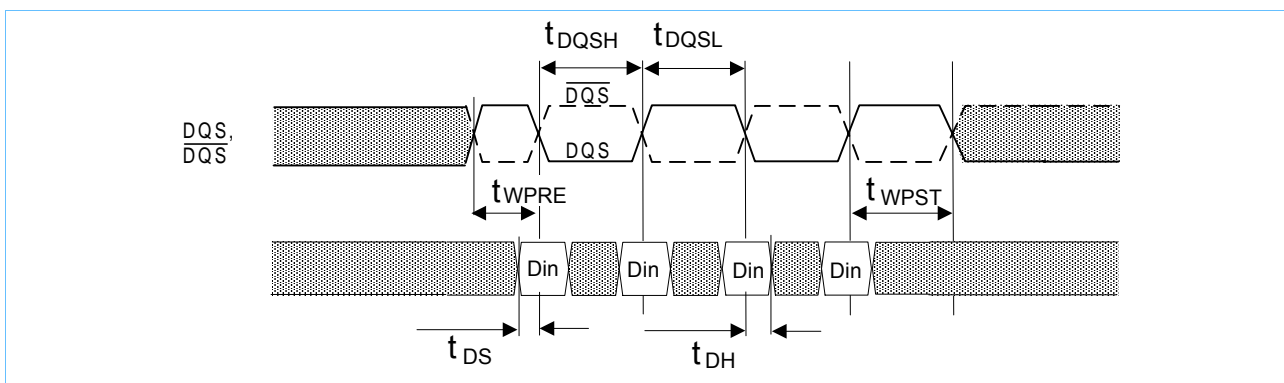 tDQSH tDQSL
DQS
DQS,
DQS
DQS
tWPRE
tWPST
Din Din Din Din
tDS
tDH